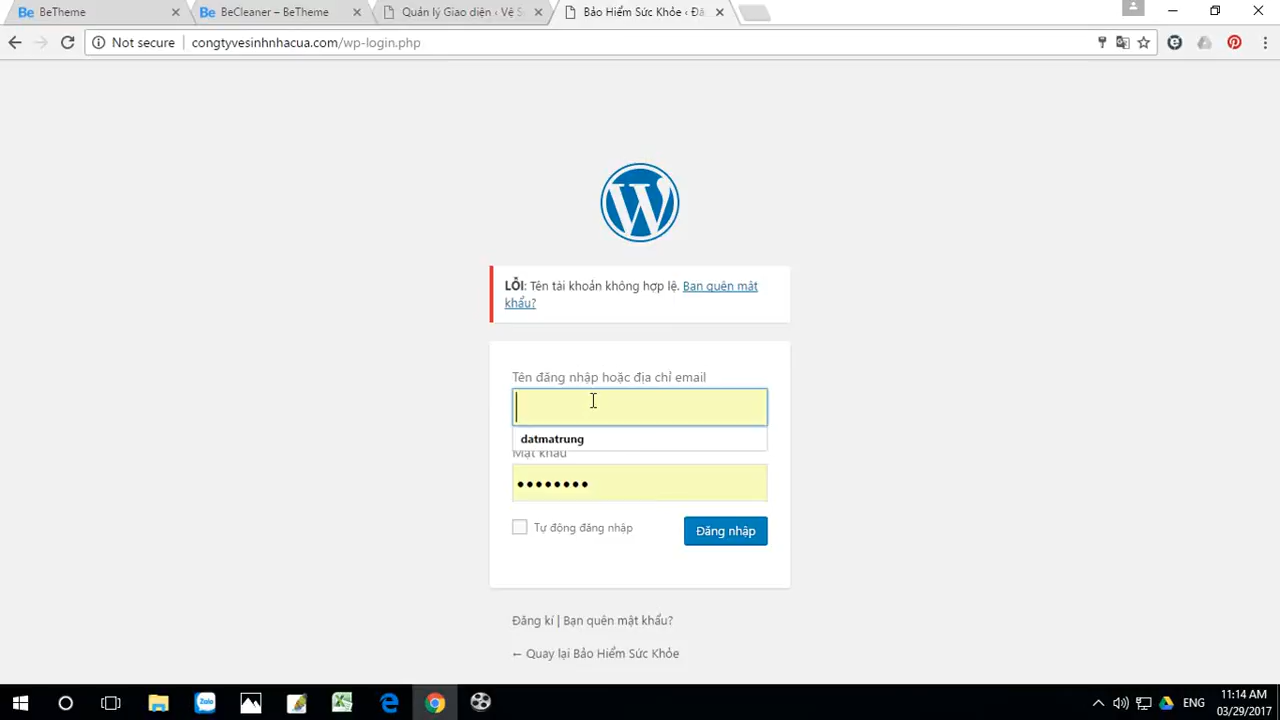 BeTheme
BeCleaner – BeTheme
Quản lý Giao diện ‹ Vệ S
Bảo Hiểm Sức Khỏe ‹ Đă
Not secure
congtyvesinhnhacua.com/wp-login.php
LỖI: Tên tài khoản không hợp lệ. Bạn quên mật
khẩu?
Tên đăng nhập hoặc địa chỉ email
datmatrung
Mật khẩu
Tự động đăng nhập
Đăng nhập
Đăng kí | Bạn quên mật khẩu?
← Quay lại Bảo Hiểm Sức Khỏe
Zalo
ENG
11:14 AM
03/29/2017